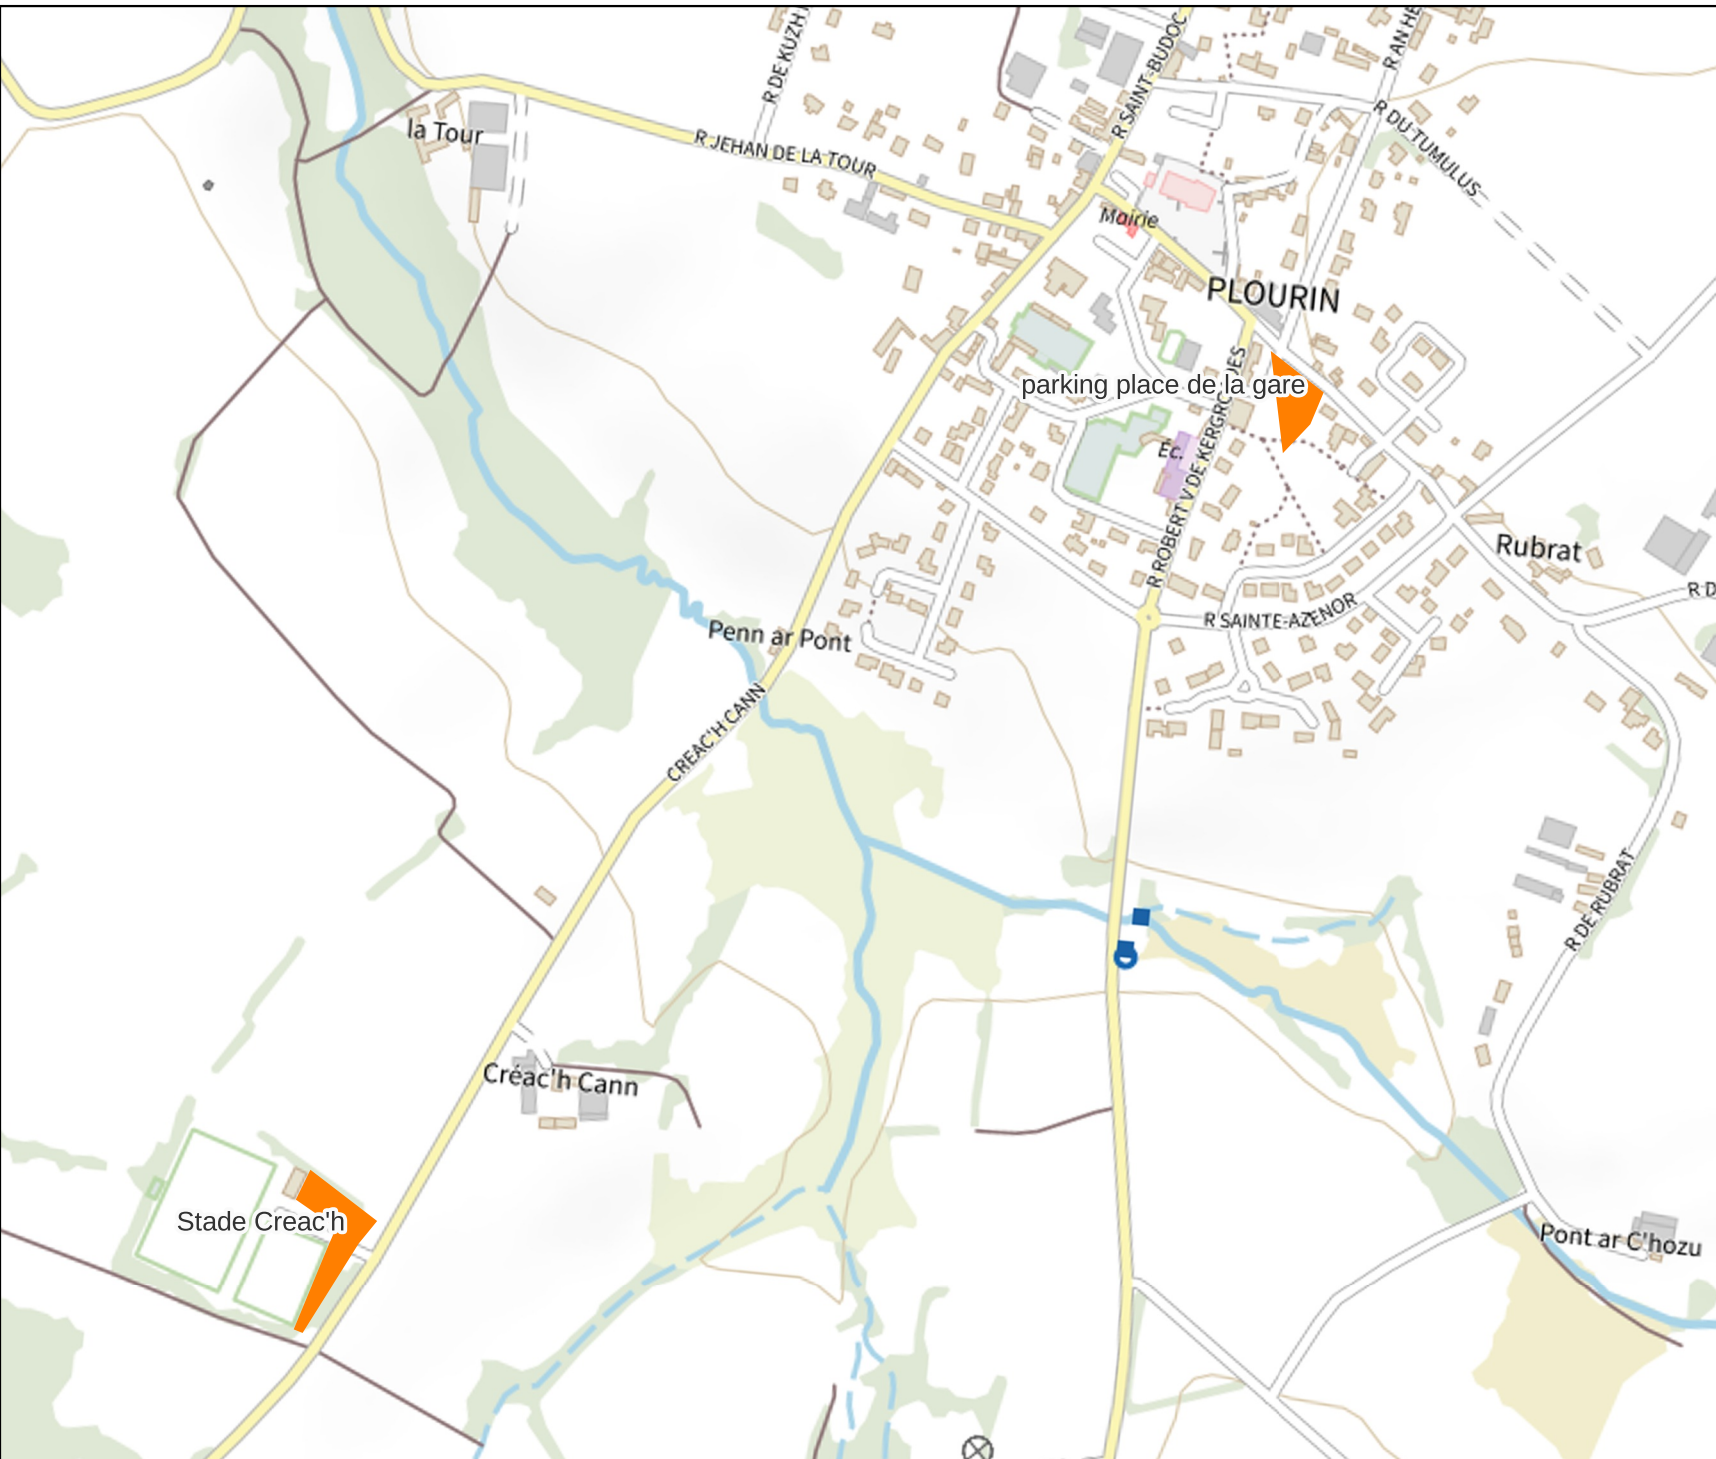 R DE KUZH
R SAINT-BUDOC
R AN HE
la Tour
R JEHAN DE LA TOUR
R DU TUMULUS
Mairie
PLOURIN
parking place de la gare
Ec.
R ROBERT V DE KERGRO DES
Rubrat
R D
R SAINTE-AZENOR
Penn ar Pont
CREAC'H CANN
R DE RUBRAT
Créac'h Cann
Stade Creac'h
Pont ar C'hozu